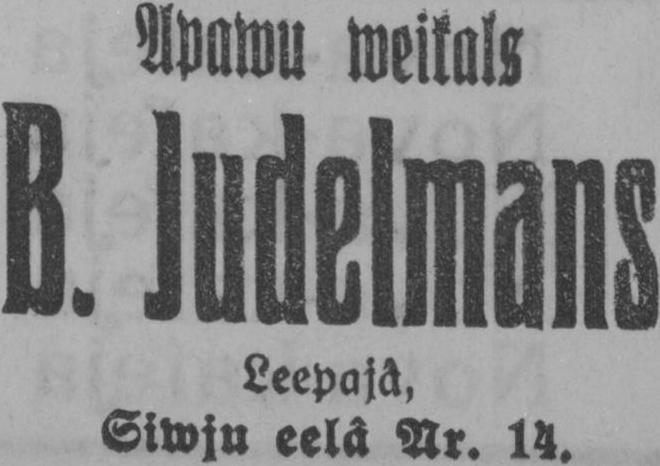 Apawu weikals
B. Judelmans
Leepajâ,
Siwju eelâ Nr. 14.